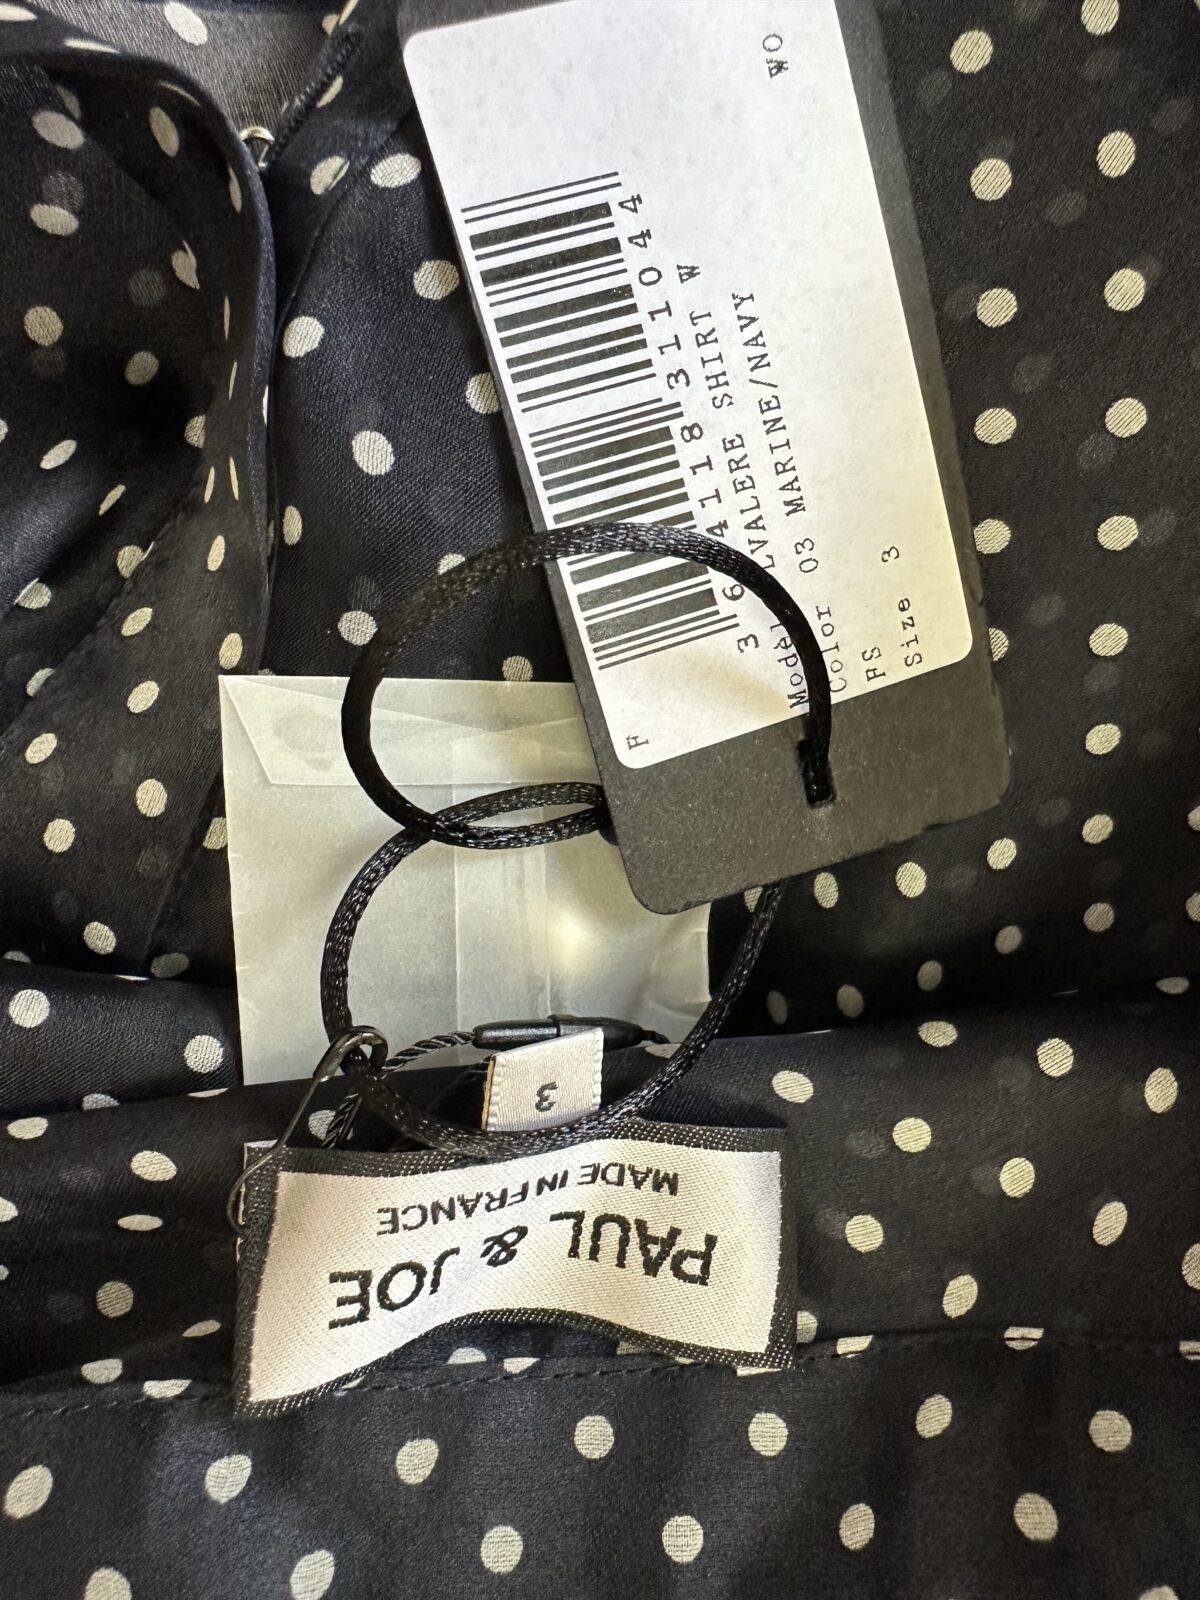 F
3 6 4118 311044
Model LVALERE SHIRT W
Color 03 MARINE/NAVY
FS
Size 3 WO
3
PAUL & JOE
MADE IN FRANCE